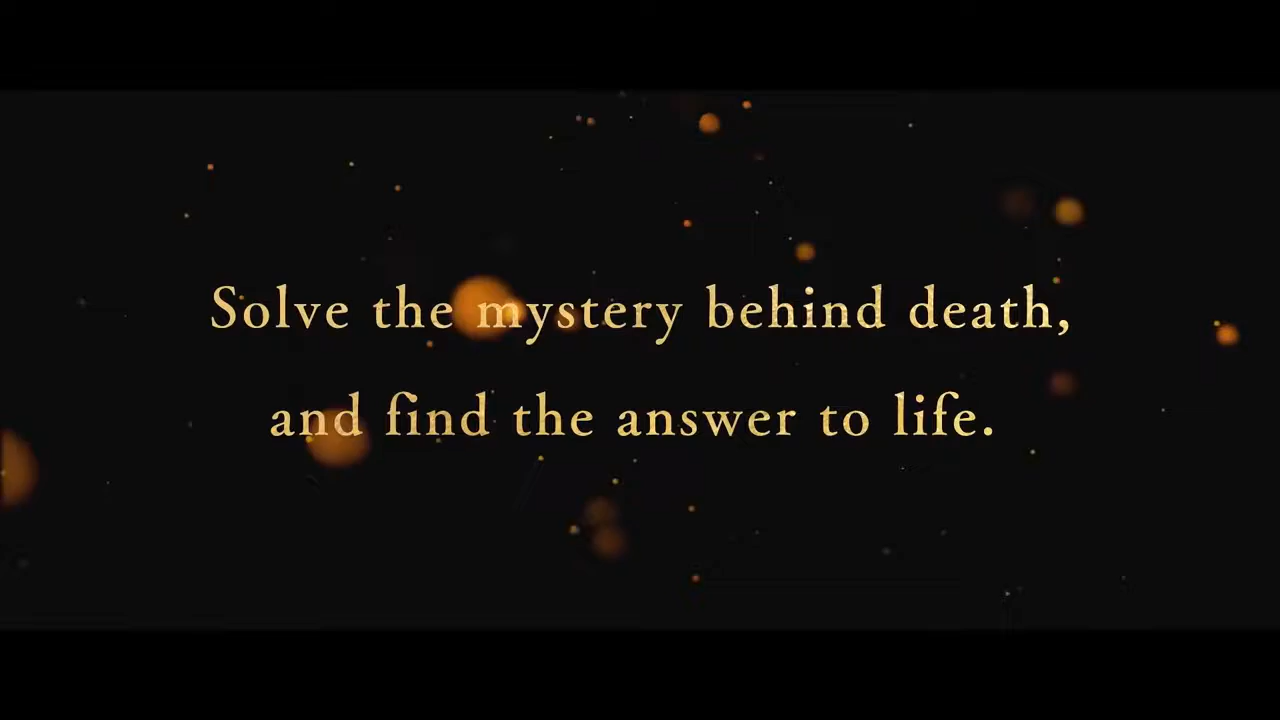 Solve the mystery behind death,
and find the answer to life.